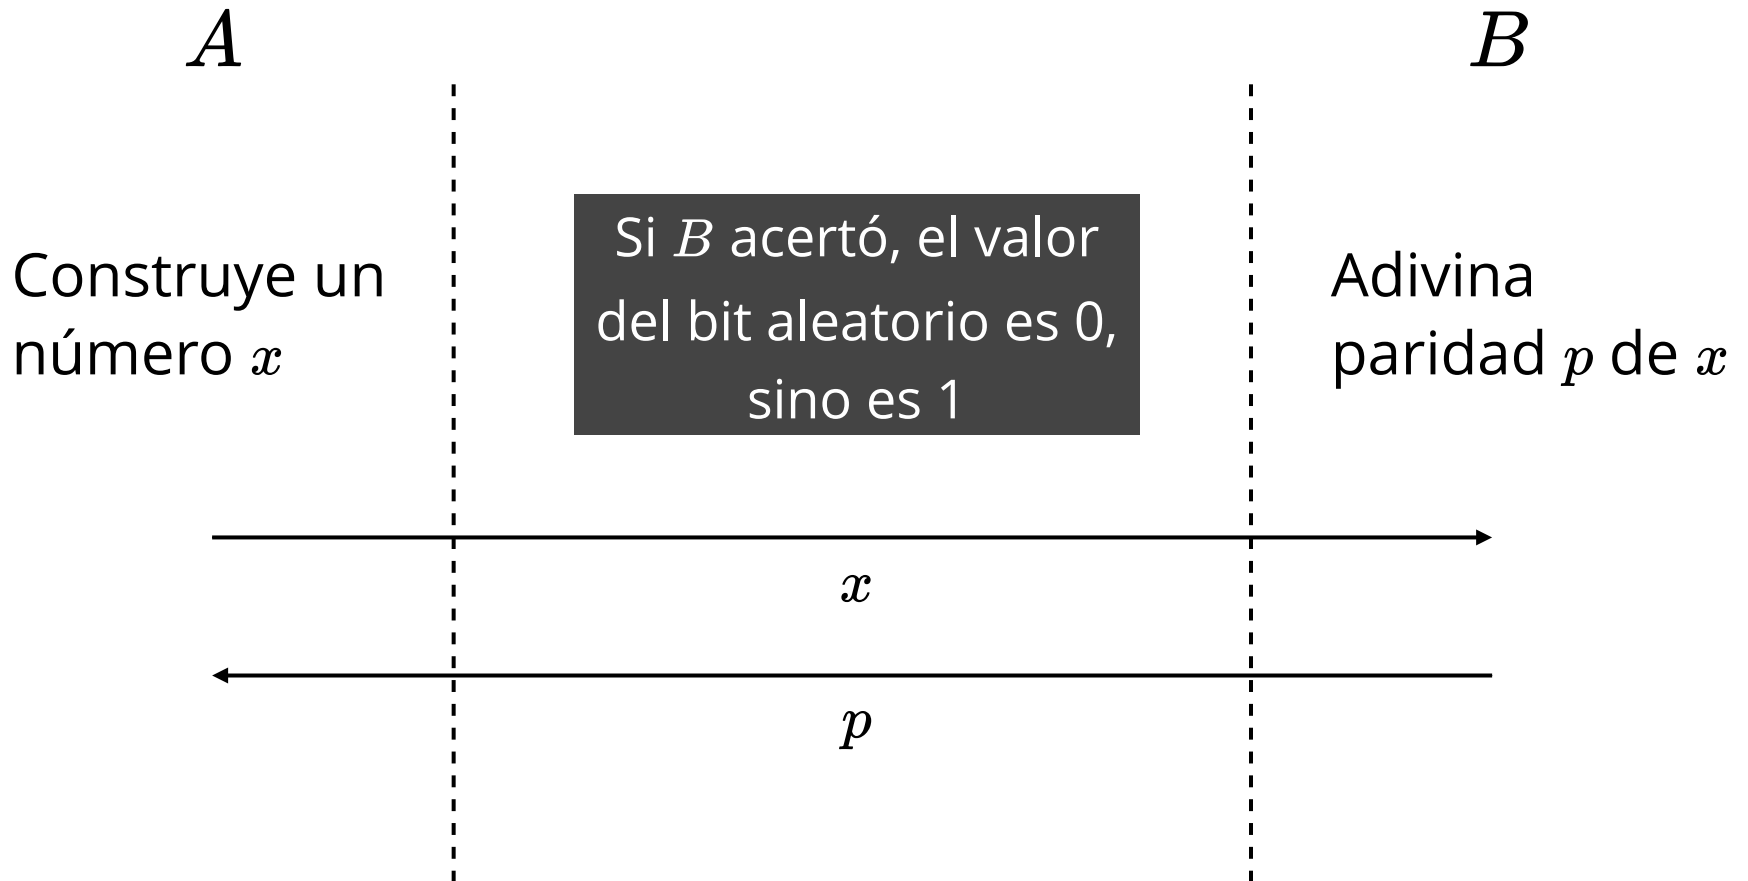 A
B
Construye un
número x
Si B acertó, el valor
del bit aleatorio es 0,
sino es 1
Adivina
paridad p de x
x
p